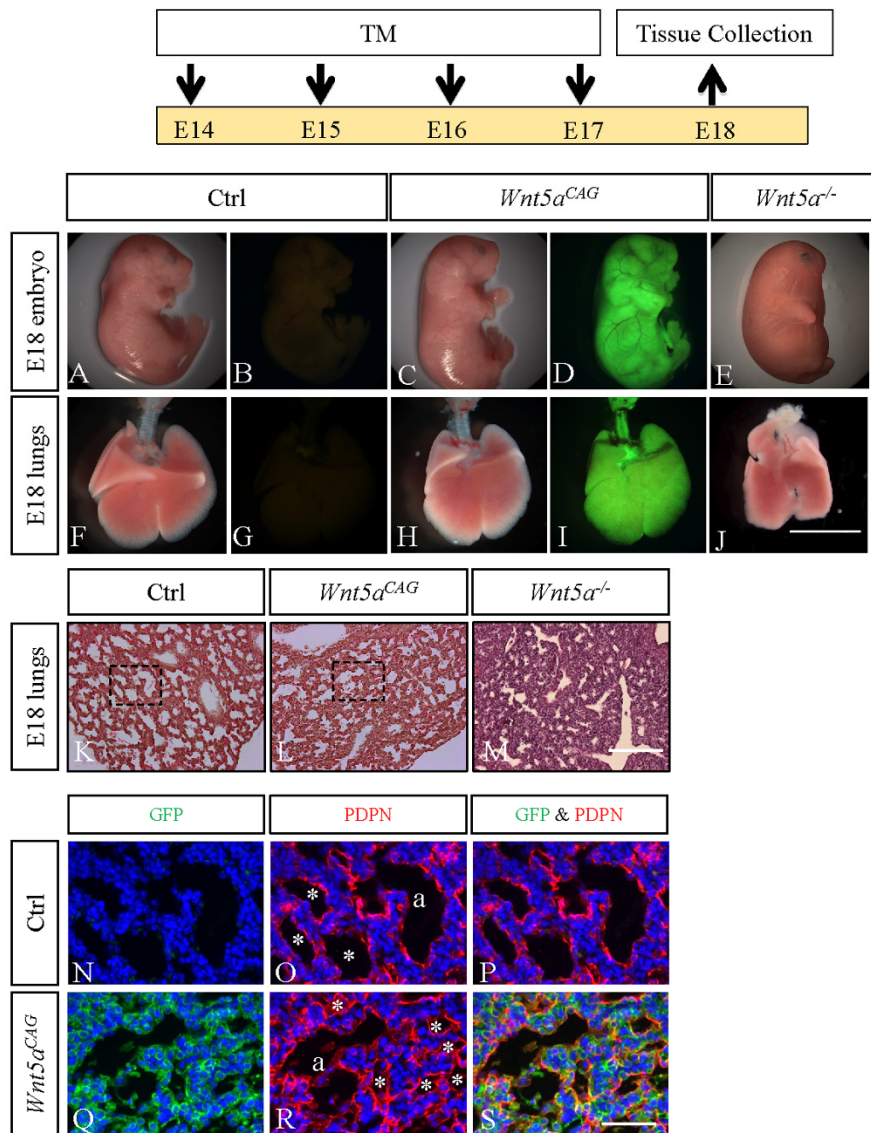 TM Tissue Collection
E14 E15 E16 E17 E18
Ctrl Wnt5a^CAG Wnt5a^-/-
E18 embryo
A B C D E
E18 lungs
F G H I J
Ctrl Wnt5a^CAG Wnt5a^-/-
E18 lungs
K L M
GFP PDPN GFP & PDPN
Ctrl
* a
* *
N O P
Wnt5a^CAG
* *
a * *
* * *
Q R S